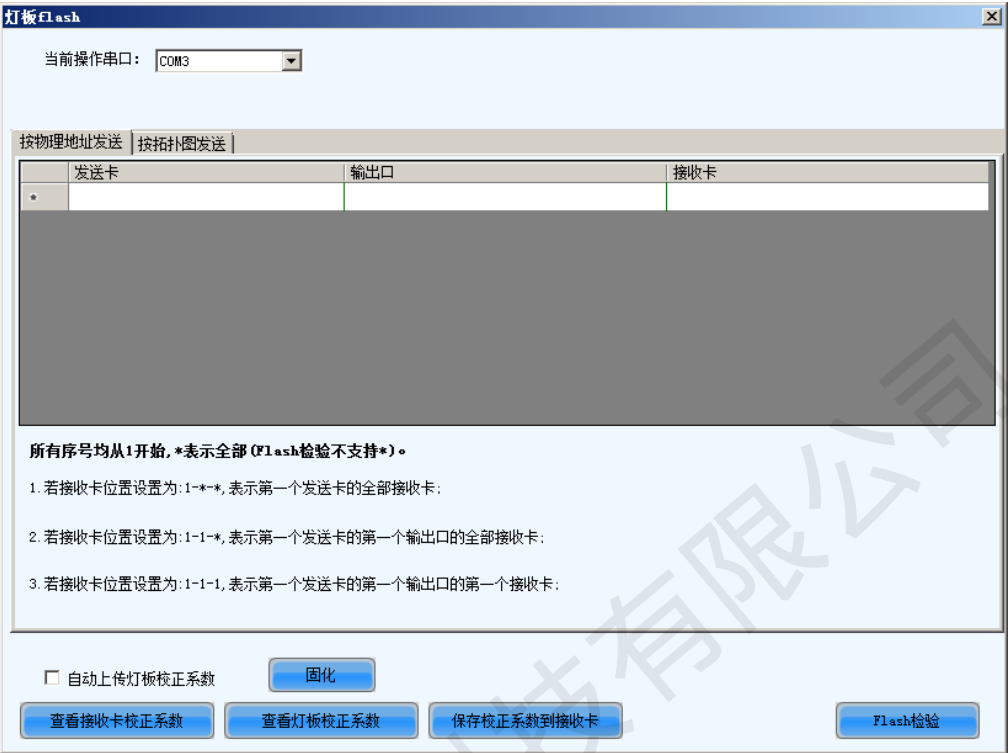 灯板flash
当前操作串口: COM3
按物理地址发送 按拓扑图发送
发送卡 输出口 接收卡
*
所有序号均从1开始,*表示全部(Flash检验不支持*)。
1.若接收卡位置设置为:1-*-*,表示第一个发送卡的全部接收卡;
2.若接收卡位置设置为:1-1-*,表示第一个发送卡的第一个输出口的全部接收卡;
3.若接收卡位置设置为:1-1-1,表示第一个发送卡的第一个输出口的第一个接收卡;
自动上传灯板校正系数 固化
查看接收卡校正系数 查看灯板校正系数 保存校正系数到接收卡 Flash检验
技有限公司